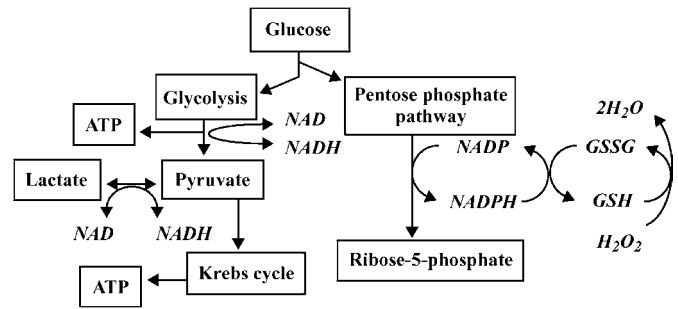 Glucose
Glycolysis
Pentose phosphate
pathway
ATP
NAD
NADH
Lactate
Pyruvate
NAD
NADH
ATP
Krebs cycle
NADP
NADPH
Ribose-5-phosphate
2H₂O
GSSG
GSH
H₂O₂